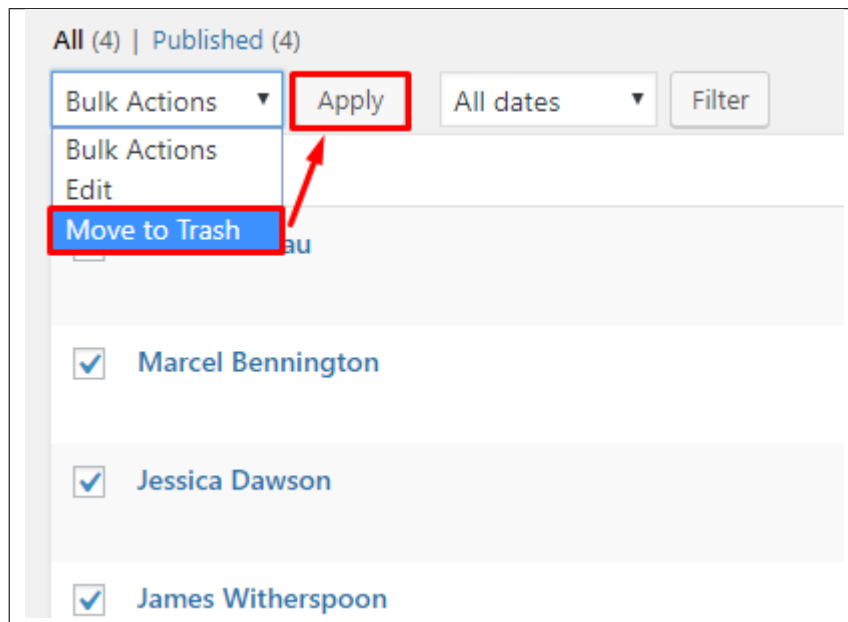 All (4) | Published (4)
Bulk Actions Apply All dates Filter
Bulk Actions
Edit
Move to Trash
au
Marcel Bennington
Jessica Dawson
James Witherspoon